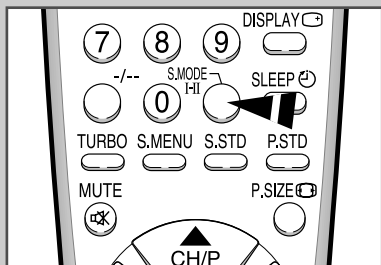 DISPLAY
7 8 9
-/-- S.MODE SLEEP
I-II
0
TURBO S.MENU S.STD P.STD
MUTE P.SIZE
CH/P